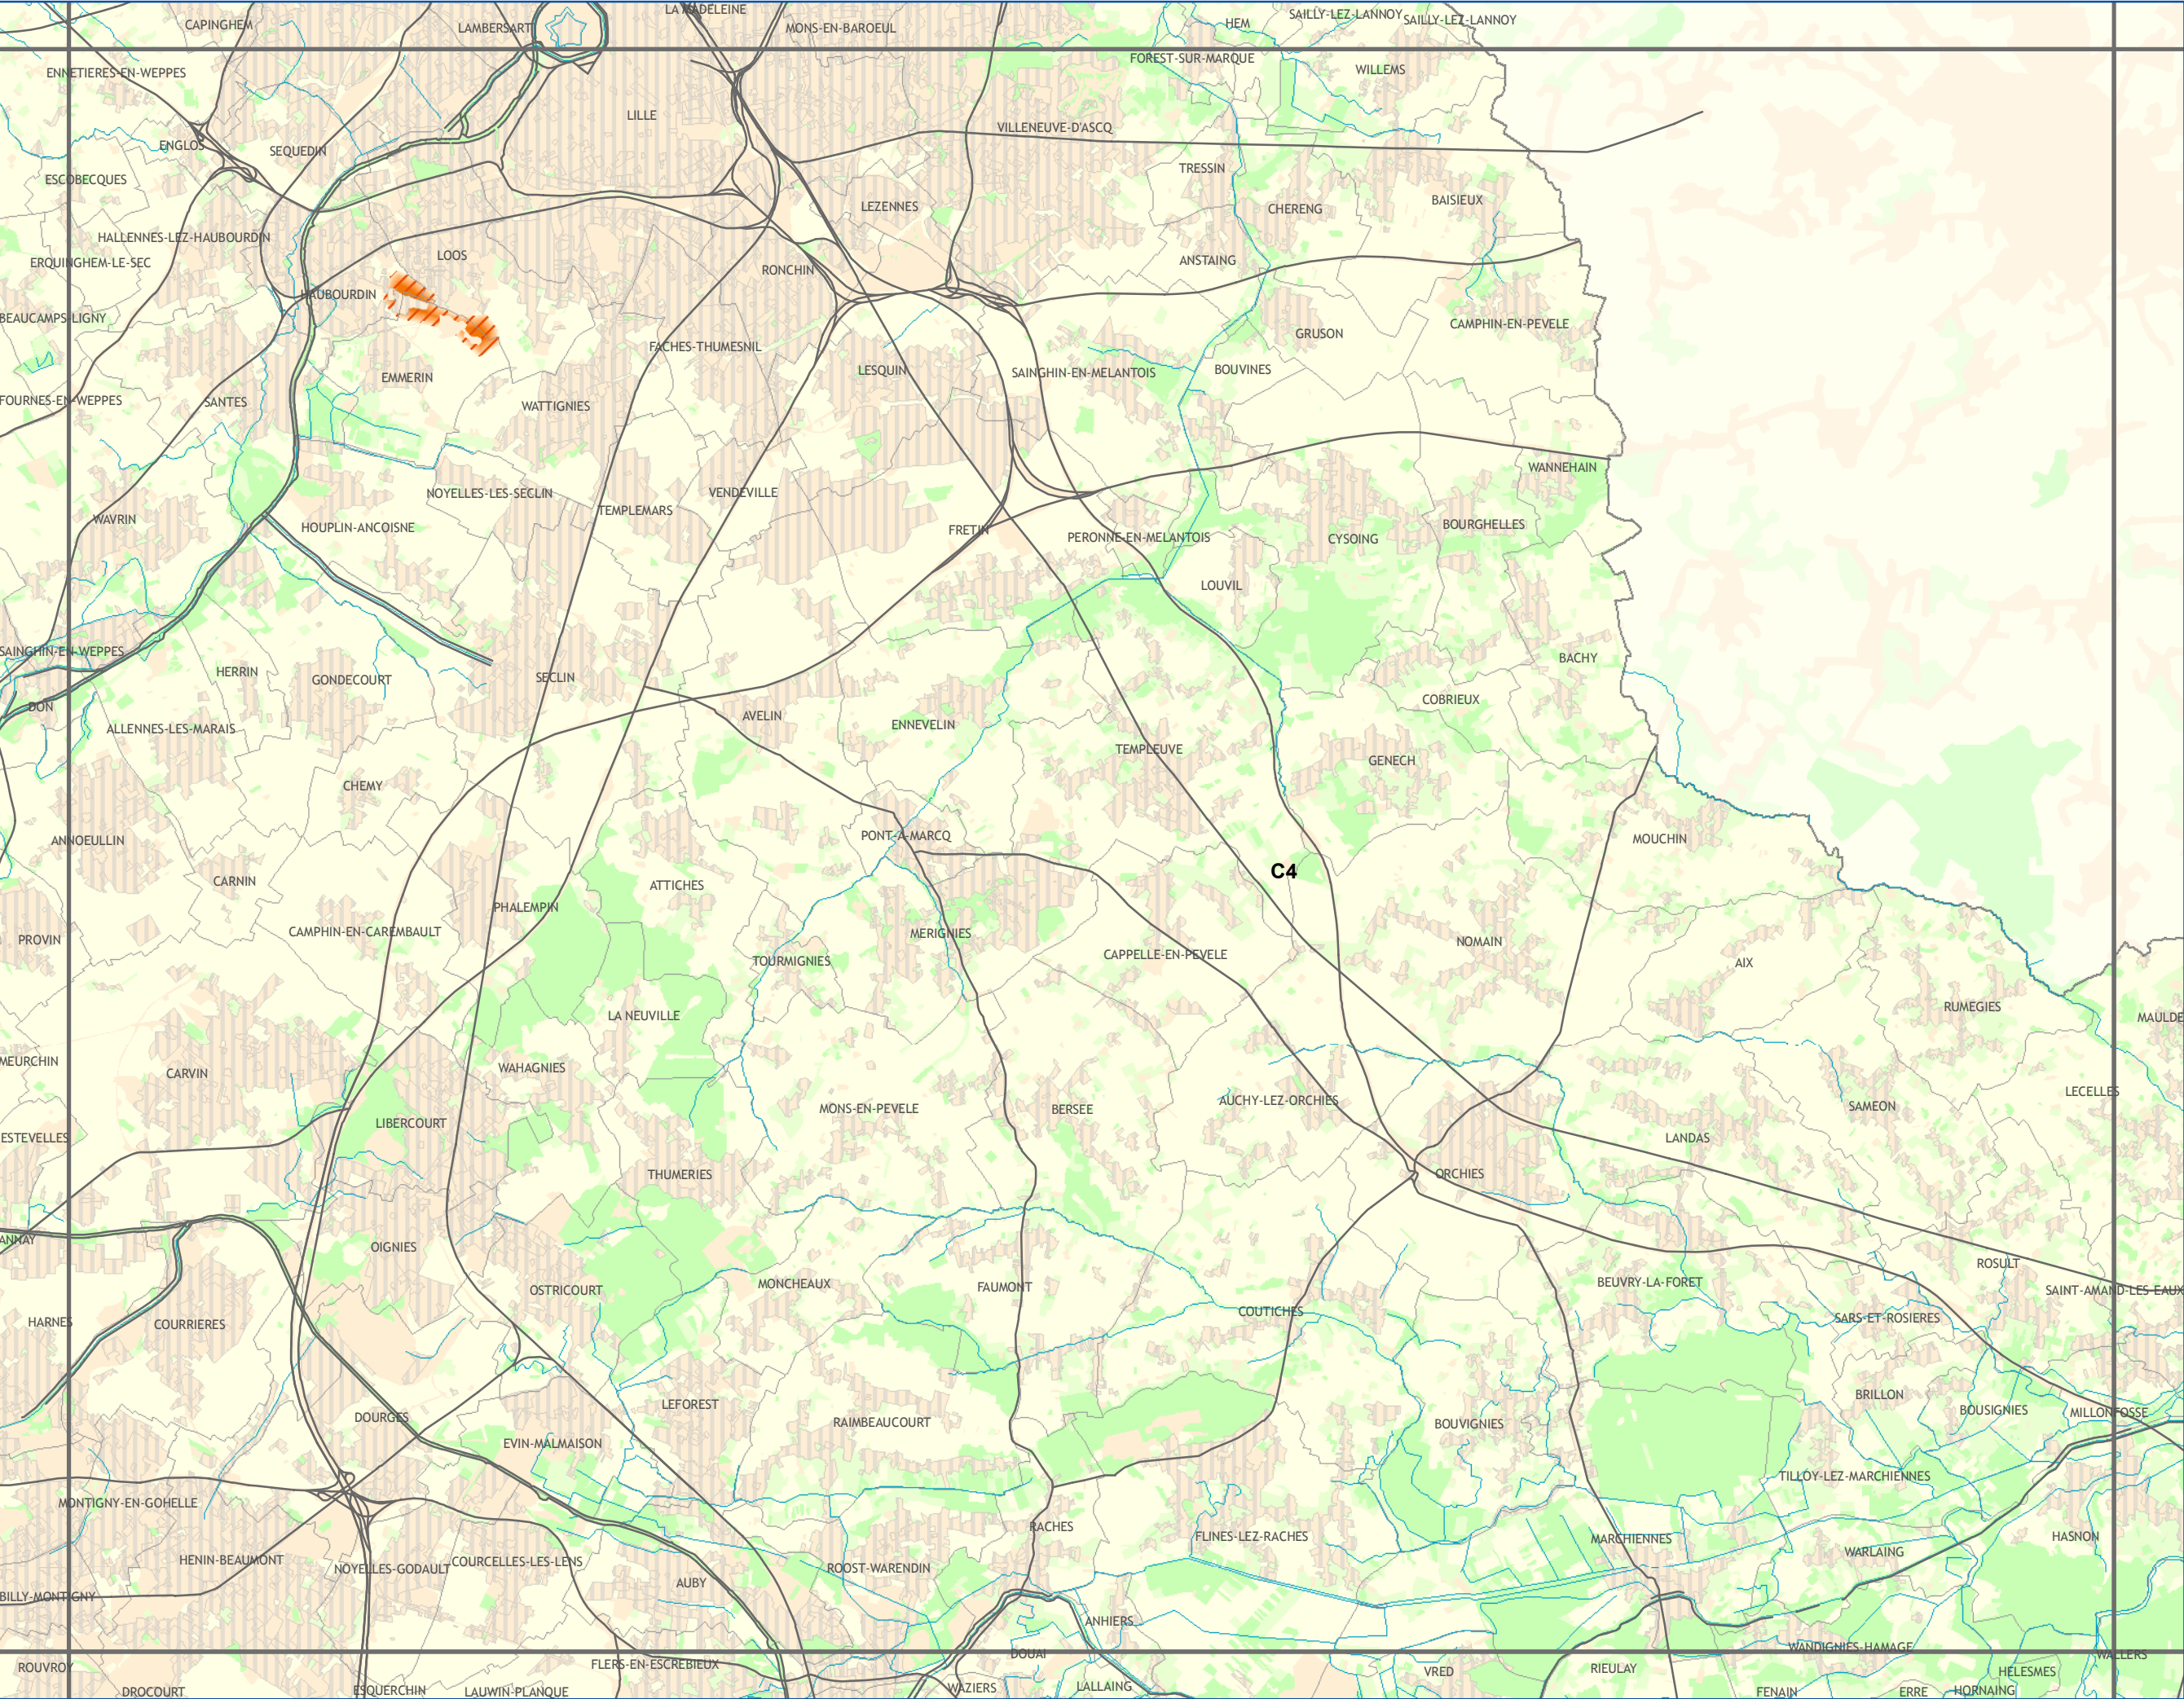 LA MADELEINE
CAPINGHEM
LAMBERSART
MONS-EN-BAROEUL
HEM
SAILLY-LEZ-LANNOY
SAILLY-LEZ-LANNOY
ENNETIERES-EN-WEPPES
FOREST-SUR-MARQUE
WILLEMS
LILLE
VILLENEUVE-D'ASCQ
ENGLOS
SEQUEDIN
TRESSIN
ESCOBECQUES
LEZENNES
CHERENG
BAISIEUX
HALLENNES-LEZ-HAUBOURDIN
ERQUINGHEM-LE-SEC
LOOS
RONCHIN
ANSTAING
HAUBOURDIN
BEAUCAMPS-LIGNY
GRUSON
CAMPHIN-EN-PEVELE
FACHES-THUMESNIL
EMMERIN
LESQUIN
SAINGHIN-EN-MELANTOIS
BOUVINES
FOURNES-EN-WEPPES
SANTES
WATTIGNIES
WANNEHAIN
NOYELLES-LES-SECLIN
VENDEVILLE
WAVRIN
HOUPLIN-ANCOISNE
TEMPLEMARS
FRETIN
PERONNE-EN-MELANTOIS
CYSOING
BOURGHELLES
LOUVIL
SAINGHIN-EN-WEPPES
HERRIN
GONDECOURT
SECLIN
BACHY
DON
ALLENNES-LES-MARAIS
AVELIN
ENNEVELIN
COBRIEUX
TEMPLEUVE
GENECH
CHEMY
ANNOEULLIN
PONT-A-MARCQ
MOUCHIN
CARNIN
ATTICHES
C4
PHALEMPIN
PROVIN
CAMPHIN-EN-CAREMBAULT
MERIGNIES
NOMAIN
TOURMIGNIES
CAPPELLE-EN-PEVELE
AIX
LA NEUVILLE
RUMEGIES
MAULDE
MEURCHIN
CARVIN
WAHAGNIES
LECELLES
LIBERCOURT
MONS-EN-PEVELE
BERSEE
AUCHY-LEZ-ORCHIES
SAMEON
ESTEVELLES
LANDAS
THUMERIES
ORCHIES
ANNAY
OIGNIES
ROSULT
OSTRICOURT
MONCHEAUX
FAUMONT
BEUVRY-LA-FORET
SAINT-AMAND-LES-EAUX
HARNES
COURRIERES
COUTICHES
SARS-ET-ROSIERES
BRILLON
LEFOREST
DOURGES
RAIMBEAUCOURT
BOUVIGNIES
BOUSIGNIES
MILLONFOSSE
EVIN-MALMAISON
TILLOY-LEZ-MARCHIENNES
MONTIGNY-EN-GOHELLE
RACHES
FLINES-LEZ-RACHES
MARCHIENNES
HASNON
HENIN-BEAUMONT
NOYELLES-GODAULT
COURCELLES-LES-LENS
ROOST-WARENDIN
WARLAING
BILLY-MONTIGNY
AUBY
ANHIERS
WANDIGNIES-HAMAGE
ROUVROY
FLERS-EN-ESCREBIEUX
DOUAI
VRED
RIEULAY
HELESMES
WALLERS
DROCOURT
ESQUERCHIN
LAUWIN-PLANQUE
WAZIERS
LALLAING
FENAIN
ERRE
HORNAING